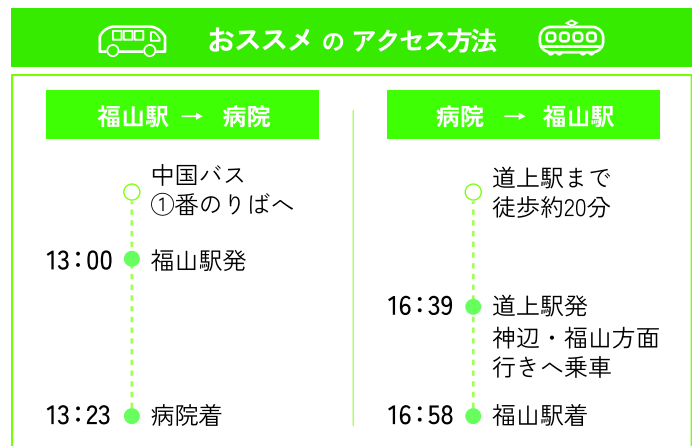 おススメ の アクセス方法
福山駅 → 病院
中国バス
①番のりばへ
13:00 福山駅発
13:23 病院着
病院 → 福山駅
道上駅まで
徒歩約20分
16:39 道上駅発
神辺・福山方面
行きへ乗車
16:58 福山駅着